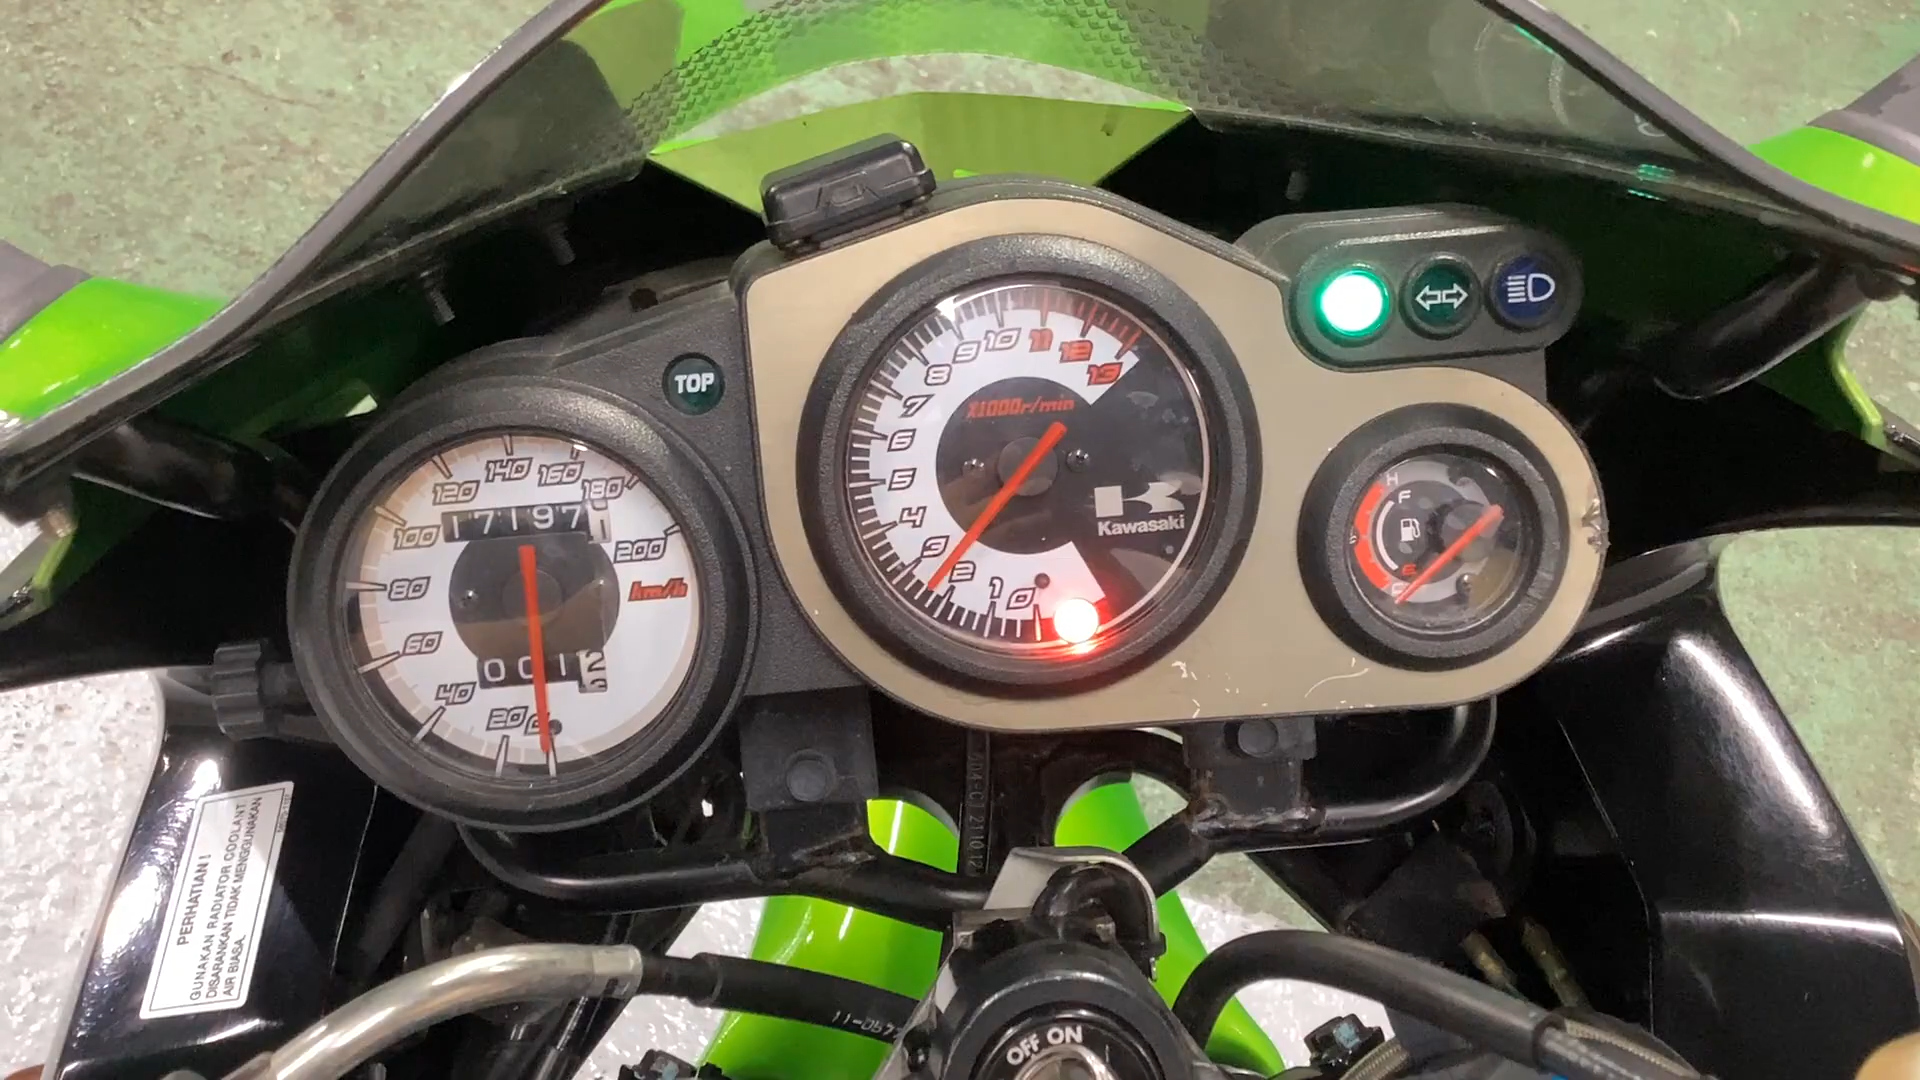 TOP
140
160
120
180
17197
100
200
80
km/h
60
001
40
20
0
10
11
9
12
8
13
7
X1000r/min
6
5
4
3
2
1
0
Kawasaki
H
F
E
C
PERHATIAN !
GUNAKAN RADIATOR COOLANT
DISARANKAN TIDAK MENGGUNAKAN
AIR BIASA.
OFF ON